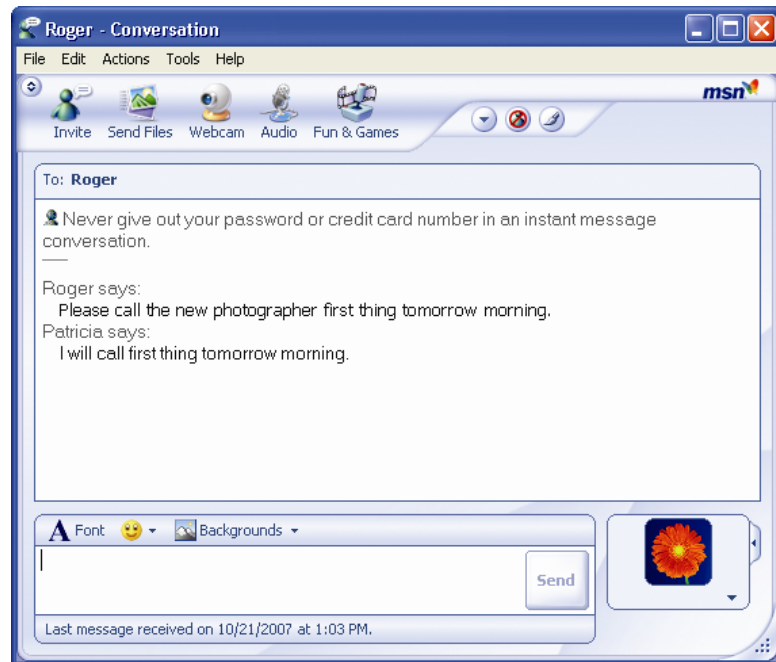 Roger - Conversation
File Edit Actions Tools Help
msn
Invite Send Files Webcam Audio Fun & Games
To: Roger
Never give out your password or credit card number in an instant message
conversation.
Roger says:
Please call the new photographer first thing tomorrow morning.
Patricia says:
I will call first thing tomorrow morning.
A Font Backgrounds
Send
Last message received on 10/21/2007 at 1:03 PM.